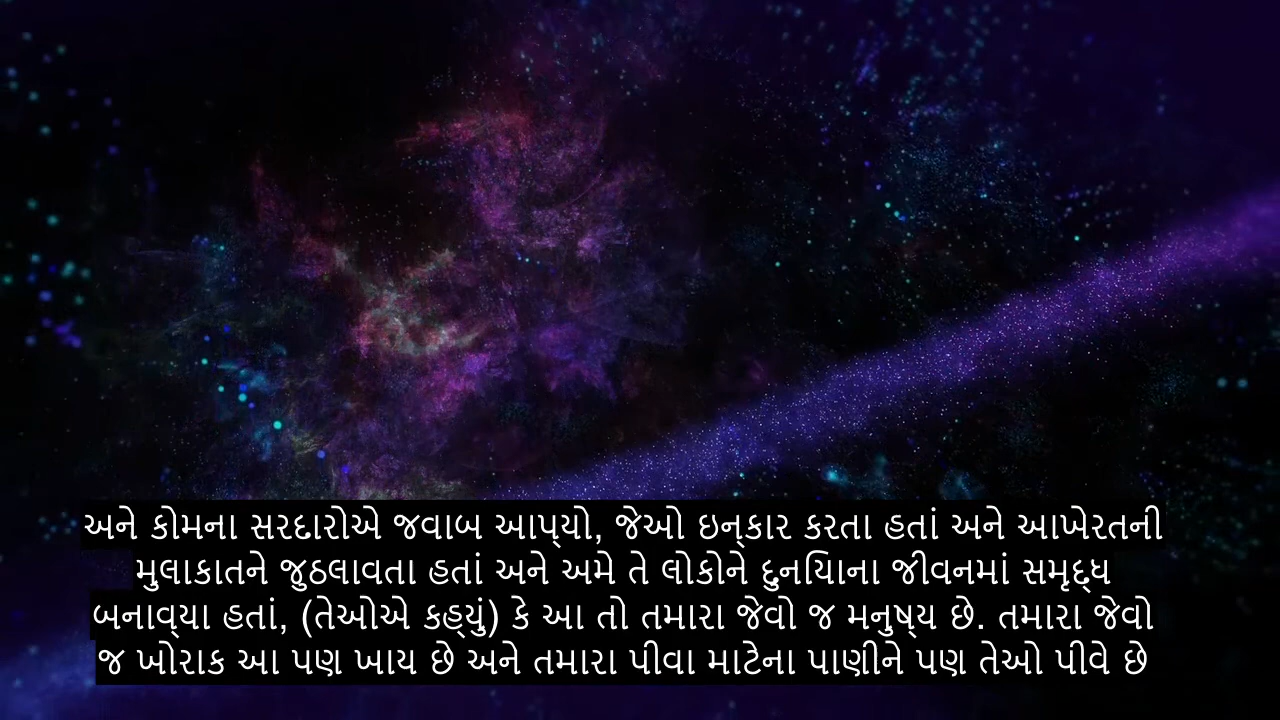 અને કોમના સરદારોએ જવાબ આપ્યો, જેઓ ઇન્કાર કરતા હતાં અને આખેરતની
મુલાકાતને જુઠલાવતા હતાં અને અમે તે લોકોને દુનિયાના જીવનમાં સમૃદ્ધ
બનાવ્યા હતાં, (તેઓએ કહ્યું) કે આ તો તમારા જેવો જ મનુષ્ય છે. તમારા જેવો
જ ખોરાક આ પણ ખાય છે અને તમારા પીવા માટેના પાણીને પણ તેઓ પીવે છે